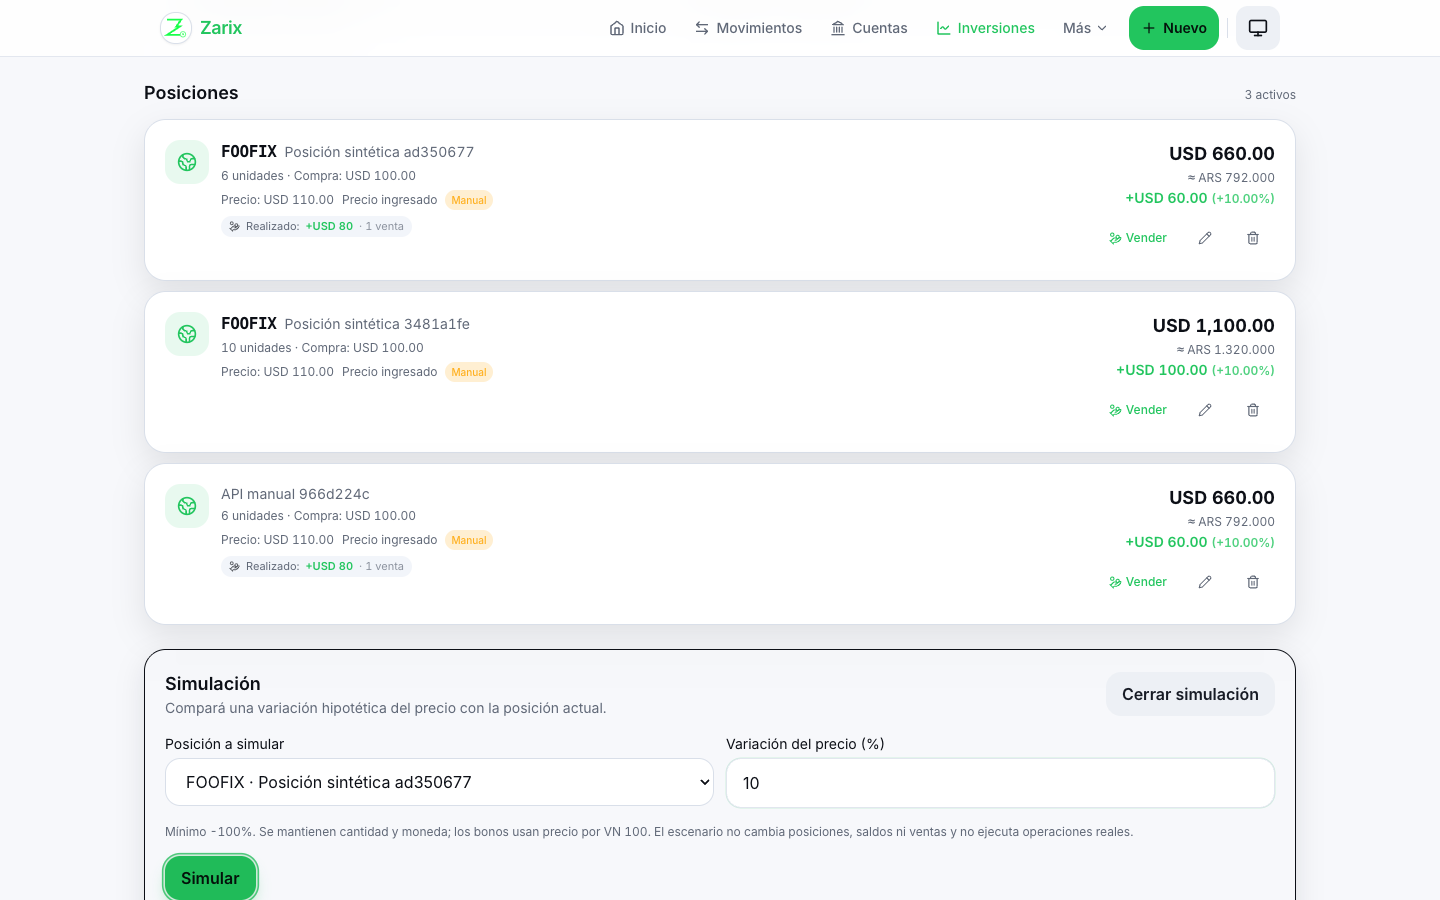 Zarix
Inicio
Movimientos
Cuentas
Inversiones
Más
+ Nuevo
Posiciones
3 activos
FOOFIX Posición sintética ad350677
6 unidades · Compra: USD 100.00
Precio: USD 110.00 Precio ingresado Manual
Realizado: +USD 80 · 1 venta
USD 660.00
≈ ARS 792.000
+USD 60.00 (+10.00%)
Vender
FOOFIX Posición sintética 3481a1fe
10 unidades · Compra: USD 100.00
Precio: USD 110.00 Precio ingresado Manual
USD 1,100.00
≈ ARS 1.320.000
+USD 100.00 (+10.00%)
Vender
API manual 966d224c
6 unidades · Compra: USD 100.00
Precio: USD 110.00 Precio ingresado Manual
Realizado: +USD 80 · 1 venta
USD 660.00
≈ ARS 792.000
+USD 60.00 (+10.00%)
Vender
Simulación
Compará una variación hipotética del precio con la posición actual.
Cerrar simulación
Posición a simular
FOOFIX · Posición sintética ad350677
Variación del precio (%)
10
Mínimo -100%. Se mantienen cantidad y moneda; los bonos usan precio por VN 100. El escenario no cambia posiciones, saldos ni ventas y no ejecuta operaciones reales.
Simular